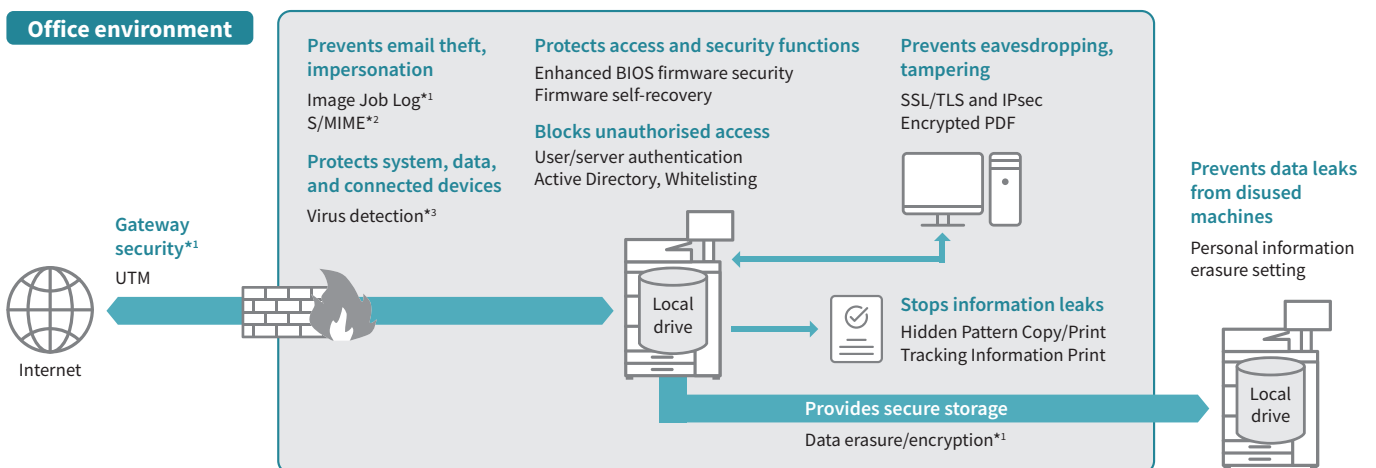 Office environment
Prevents email theft,
impersonation
Image Job Log*1
S/MIME*2
Protects system, data,
and connected devices
Virus detection*3
Protects access and security functions
Enhanced BIOS firmware security
Firmware self-recovery
Blocks unauthorised access
User/server authentication
Active Directory, Whitelisting
Prevents eavesdropping,
tampering
SSL/TLS and IPsec
Encrypted PDF
Prevents data leaks
from disused
machines
Personal information
erasure setting
Gateway
security*1
UTM
Internet
Local
drive
Stops information leaks
Hidden Pattern Copy/Print
Tracking Information Print
Provides secure storage
Data erasure/encryption*1
Local
drive